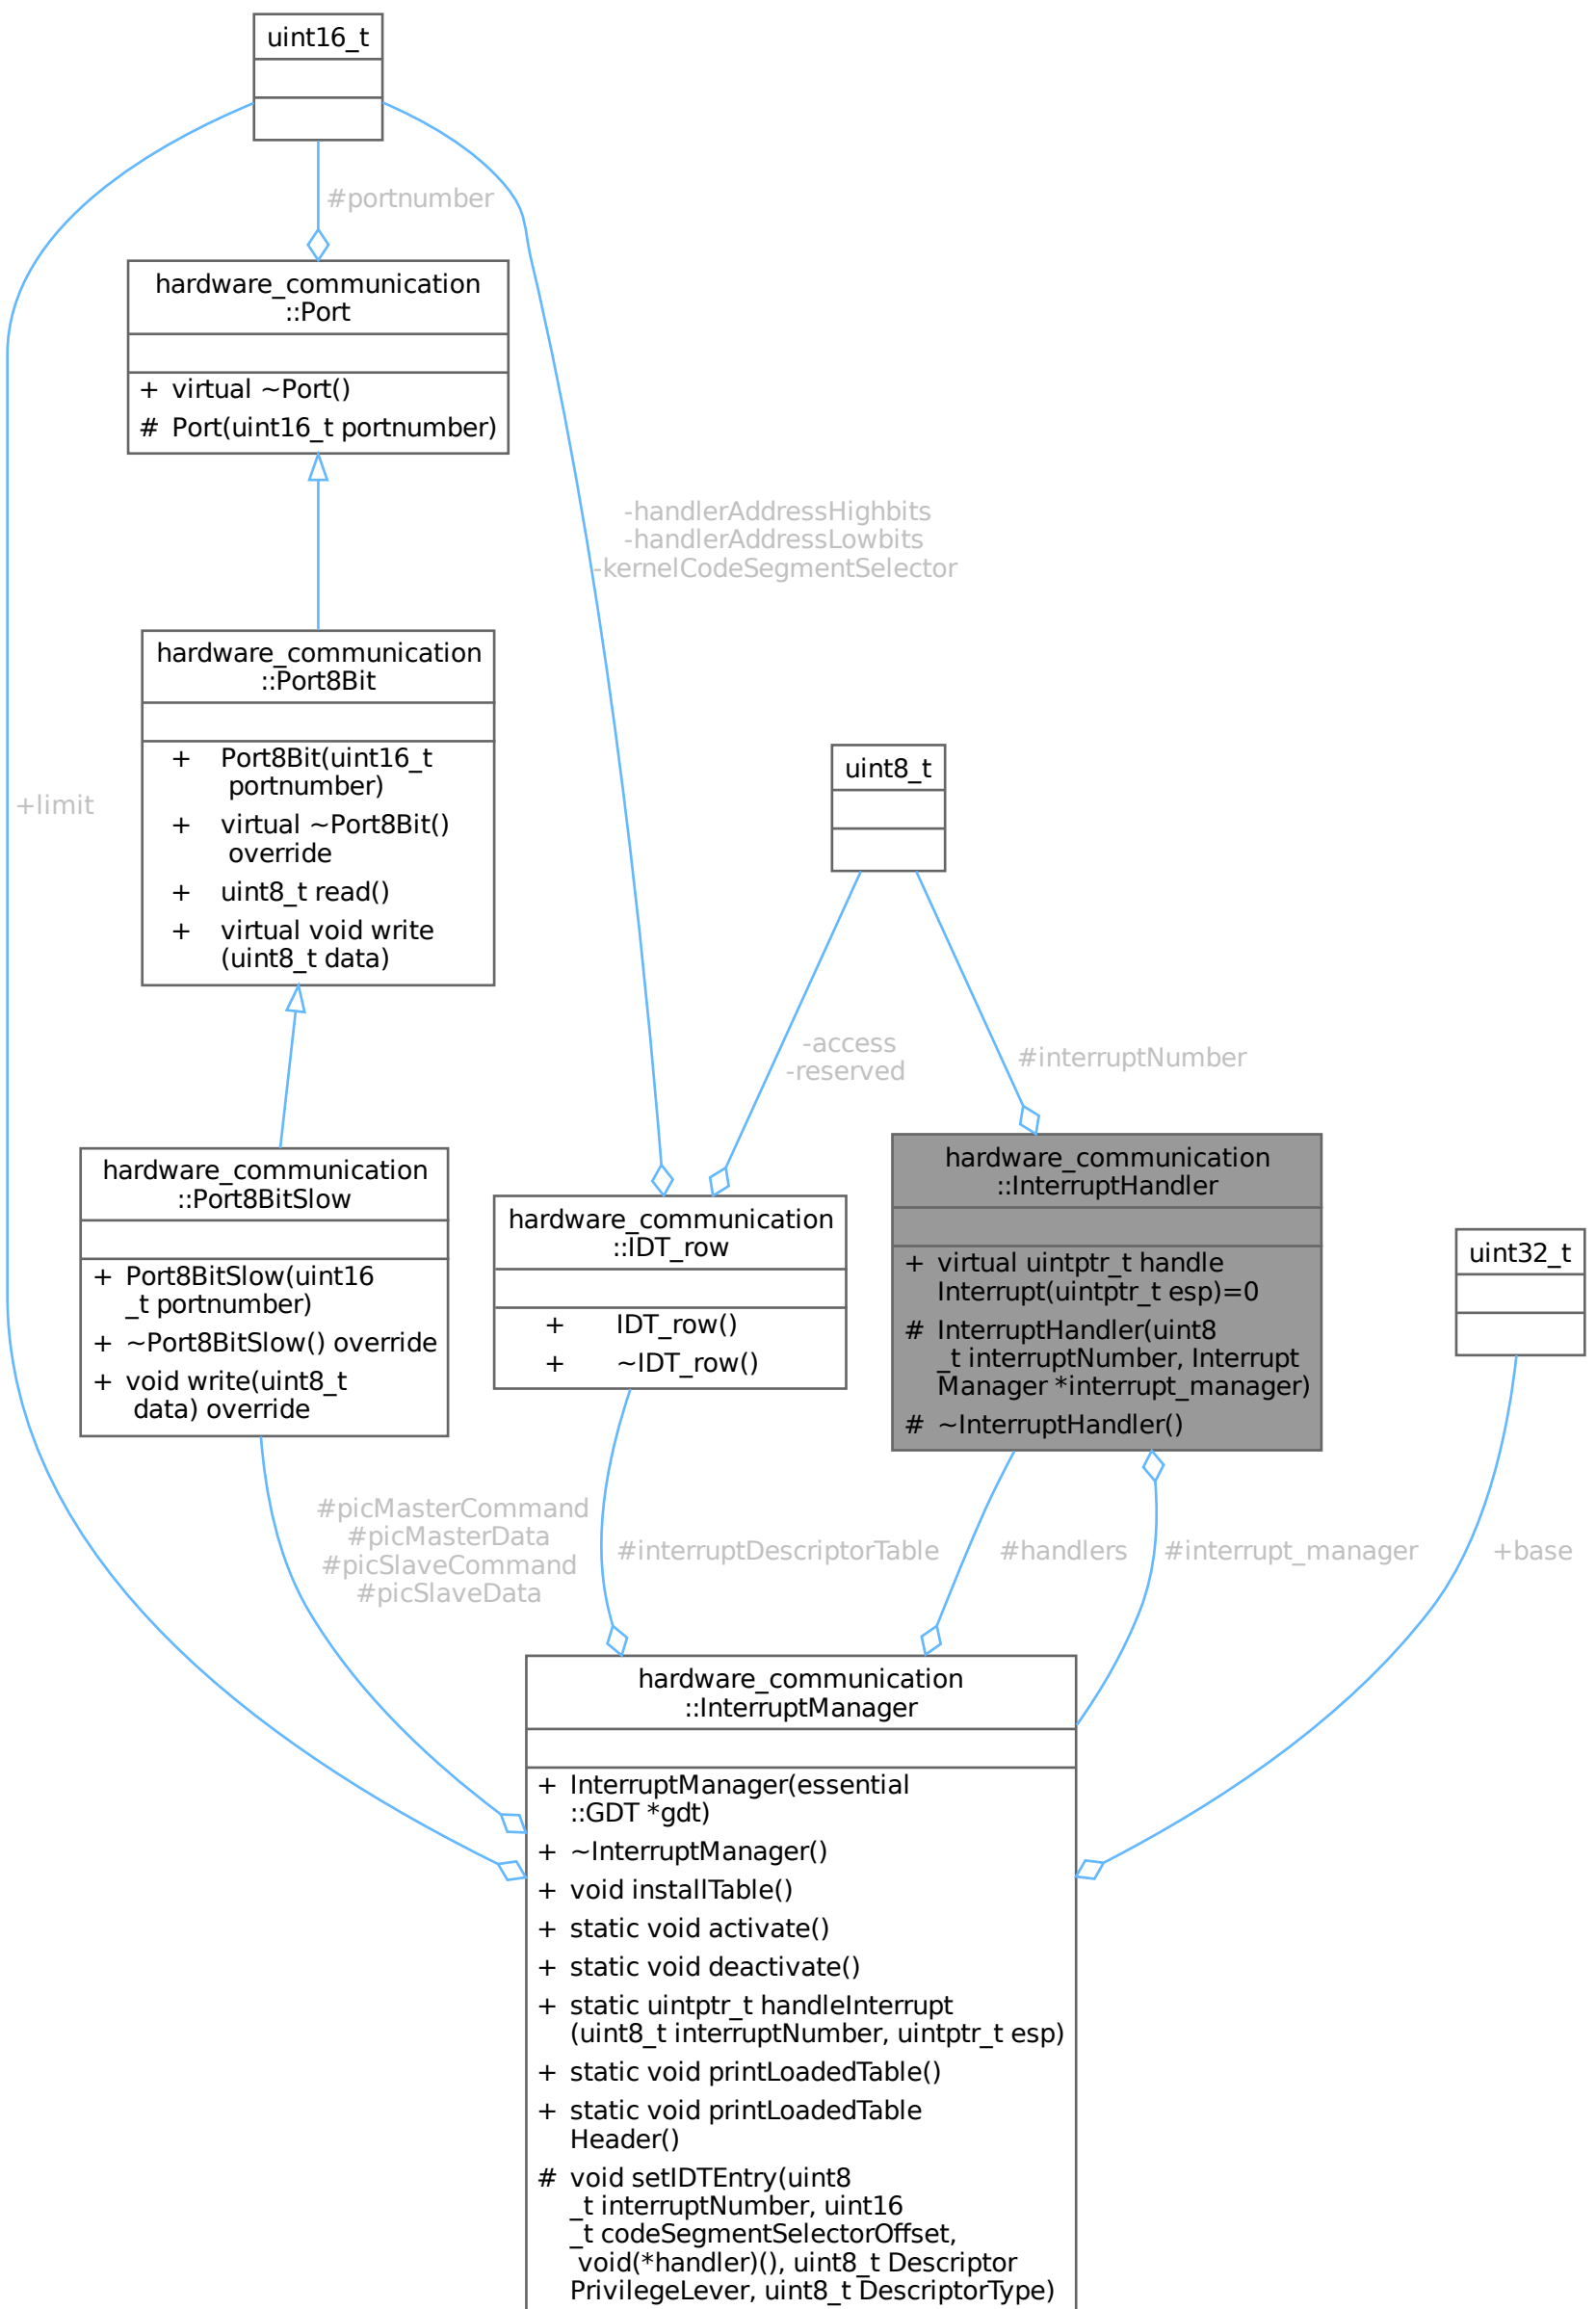 uint16_t
#portnumber
hardware_communication
::Port
+ virtual ~Port()
# Port(uint16_t portnumber)
-handlerAddressHighbits
-handlerAddressLowbits
-kernelCodeSegmentSelector
hardware_communication
::Port8Bit
+ Port8Bit(uint16_t
portnumber)
+ virtual ~Port8Bit()
override
+ uint8_t read()
+ virtual void write
(uint8_t data)
uint8_t
+limit
-access
-reserved
#interruptNumber
hardware_communication
::Port8BitSlow
+ Port8BitSlow(uint16
_t portnumber)
+ ~Port8BitSlow() override
+ void write(uint8_t
data) override
hardware_communication
::IDT_row
+ IDT_row()
+ ~IDT_row()
hardware_communication
::InterruptHandler
+ virtual uintptr_t handle
Interrupt(uintptr_t esp)=0
# InterruptHandler(uint8
_t interruptNumber, Interrupt
Manager *interrupt_manager)
# ~InterruptHandler()
uint32_t
#picMasterCommand
#picMasterData
#picSlaveCommand
#picSlaveData
#interruptDescriptorTable
#handlers
#interrupt_manager
+base
hardware_communication
::InterruptManager
+ InterruptManager(essential
::GDT *gdt)
+ ~InterruptManager()
+ void installTable()
+ static void activate()
+ static void deactivate()
+ static uintptr_t handleInterrupt
(uint8_t interruptNumber, uintptr_t esp)
+ static void printLoadedTable()
+ static void printLoadedTable
Header()
# void setIDTEntry(uint8
_t interruptNumber, uint16
_t codeSegmentSelectorOffset,
void(*handler)(), uint8_t Descriptor
PrivilegeLever, uint8_t DescriptorType)